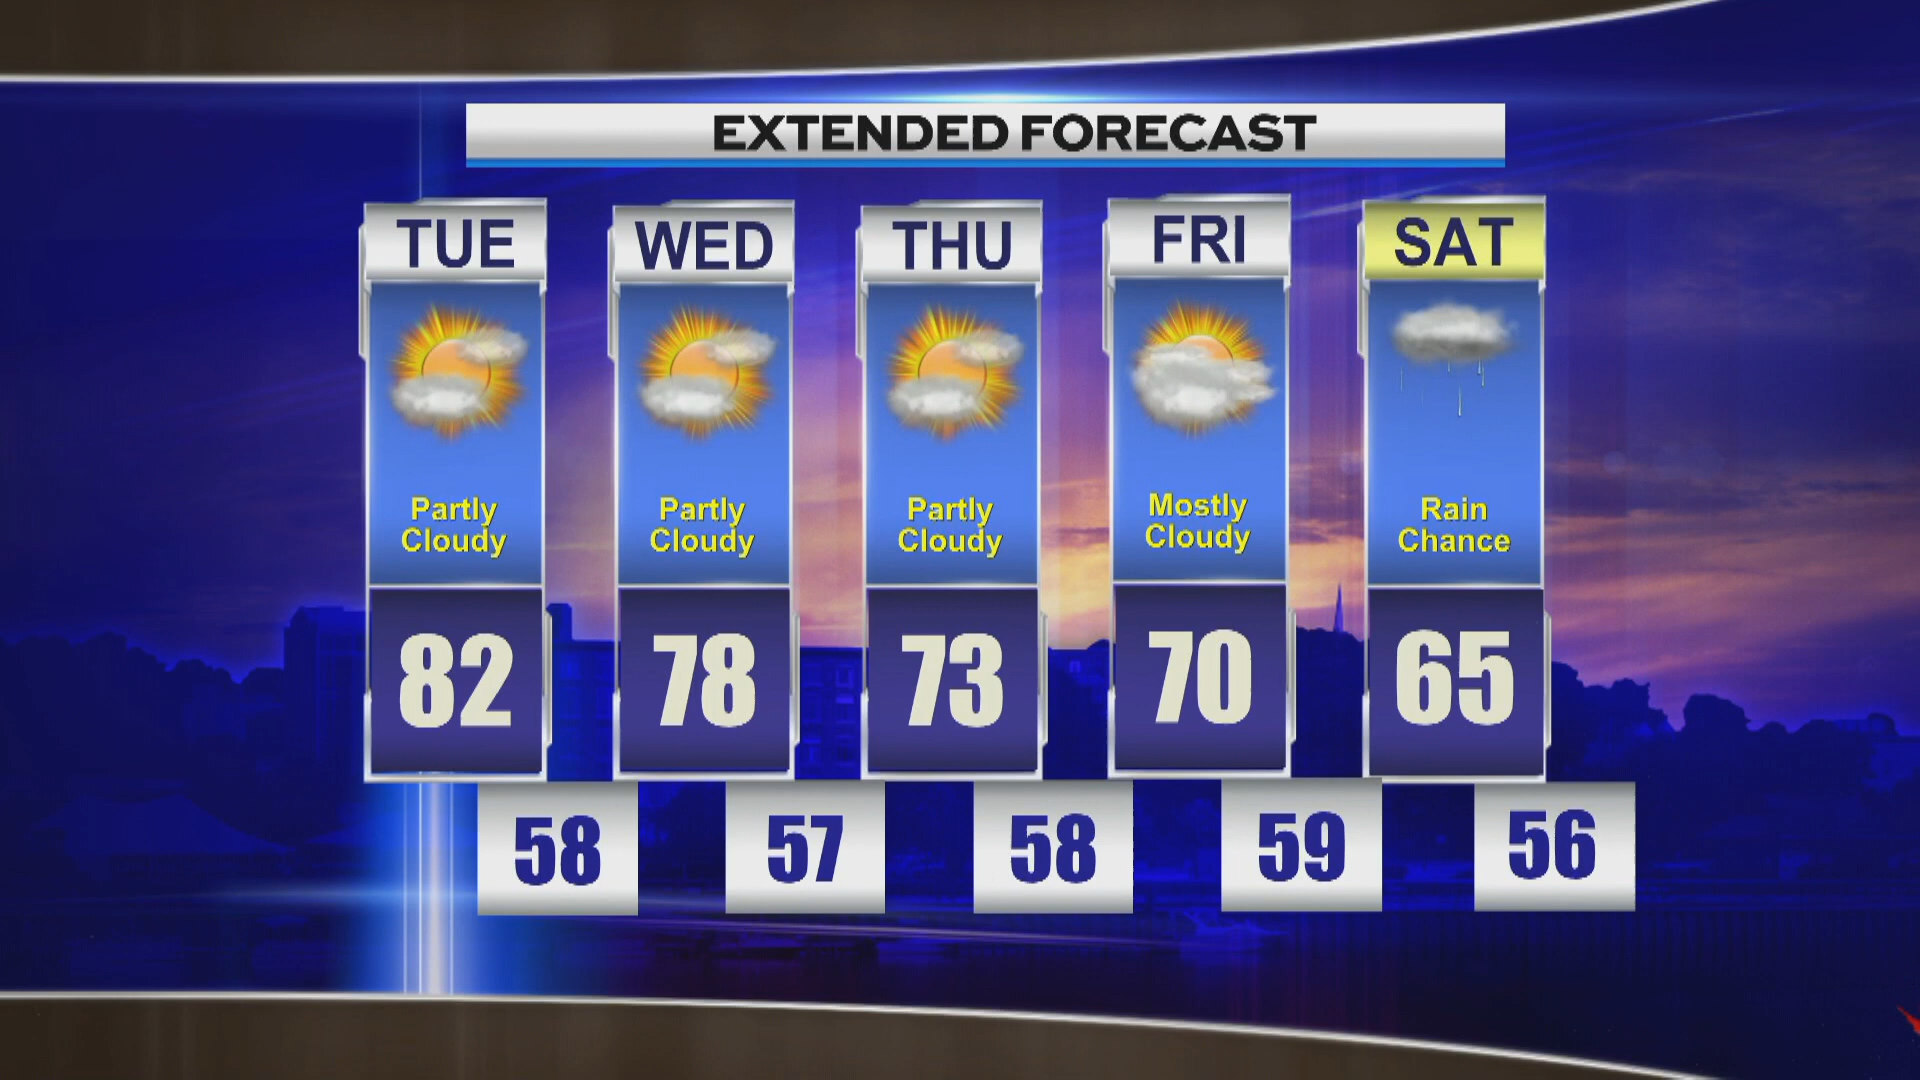 EXTENDED FORECAST
TUE
WED
THU
FRI
SAT
Partly
Cloudy
Partly
Cloudy
Partly
Cloudy
Mostly
Cloudy
Rain
Chance
82
78
73
70
65
58
57
58
59
56